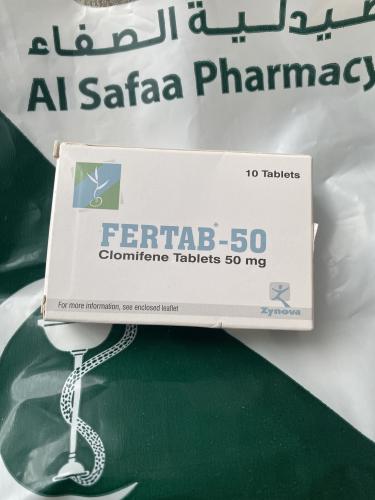 صيدلية الصفاء
Al Safaa Pharmacy
10 Tablets
FERTAB®-50
Clomifene Tablets 50 mg
For more information, see enclosed leaflet
Zynova